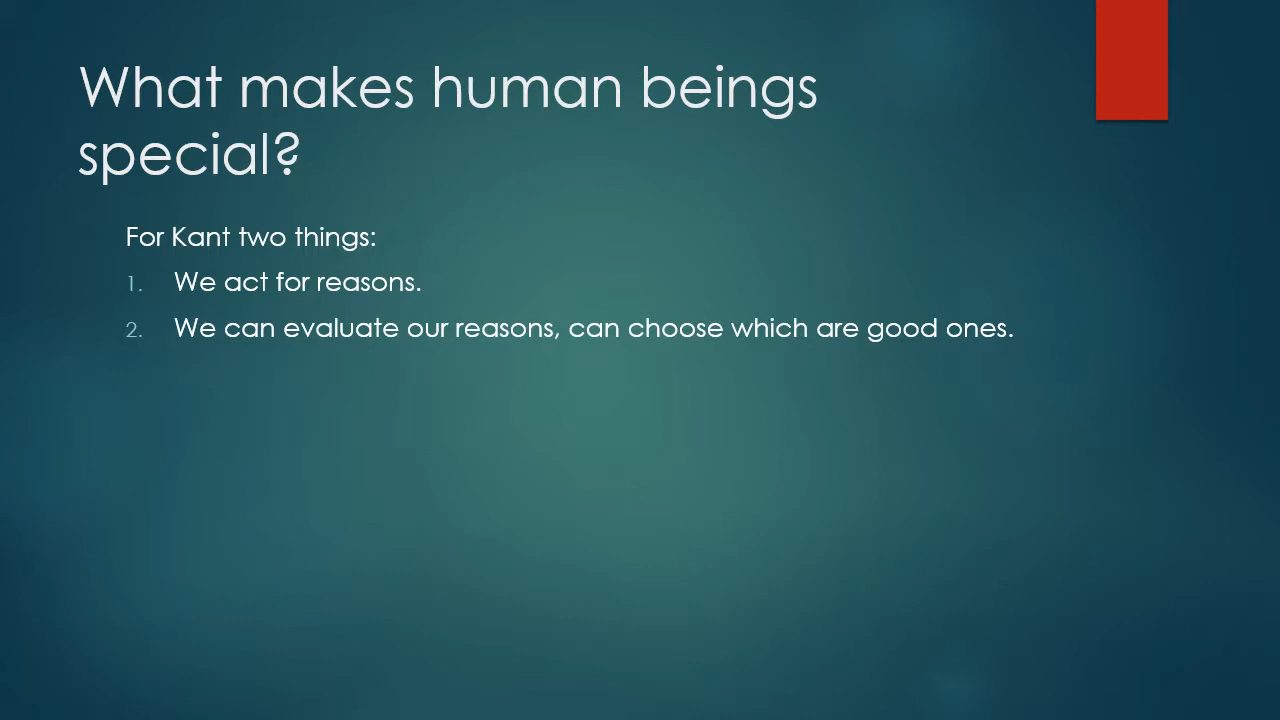 What makes human beings
special?
For Kant two things:
1. We act for reasons.
2. We can evaluate our reasons, can choose which are good ones.